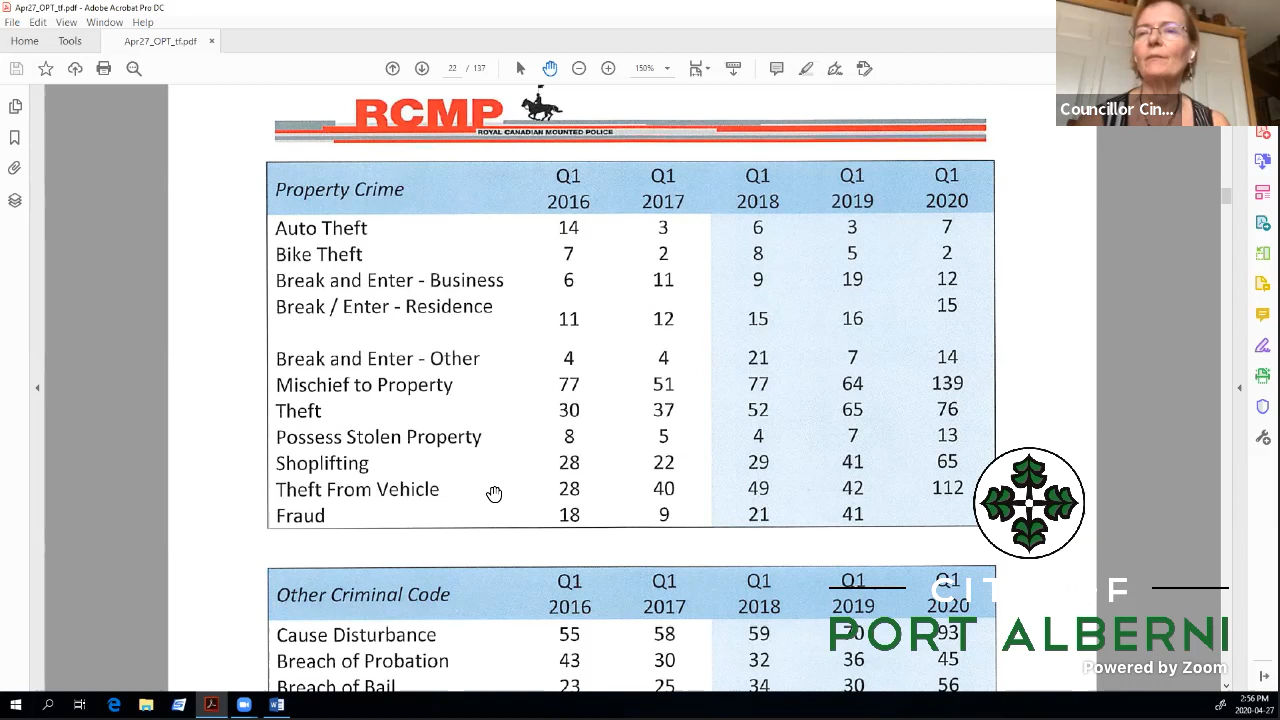 Apr27_OPT_tf.pdf - Adobe Acrobat Pro DC
File Edit View Window Help
Home Tools Apr27_OPT_tf.pdf ×
22 / 137 150%
Councillor Cin...
RCMP
ROYAL CANADIAN MOUNTED POLICE
Property Crime Q1 2016 Q1 2017 Q1 2018 Q1 2019 Q1 2020
Auto Theft 14 3 6 3 7
Bike Theft 7 2 8 5 2
Break and Enter - Business 6 11 9 19 12
Break / Enter - Residence 11 12 15 16 15
Break and Enter - Other 4 4 21 7 14
Mischief to Property 77 51 77 64 139
Theft 30 37 52 65 76
Possess Stolen Property 8 5 4 7 13
Shoplifting 28 22 29 41 65
Theft From Vehicle 28 40 49 42 112
Fraud 18 9 21 41
Other Criminal Code Q1 2016 Q1 2017 Q1 2018 Q1 2019 Q1 2020
Cause Disturbance 55 58 59 70 93
Breach of Probation 43 30 32 36 45
Breach of Bail 23 25 34 30 56
CITY OF
PORT ALBERNI
Powered by Zoom
2:56 PM
2020-04-27